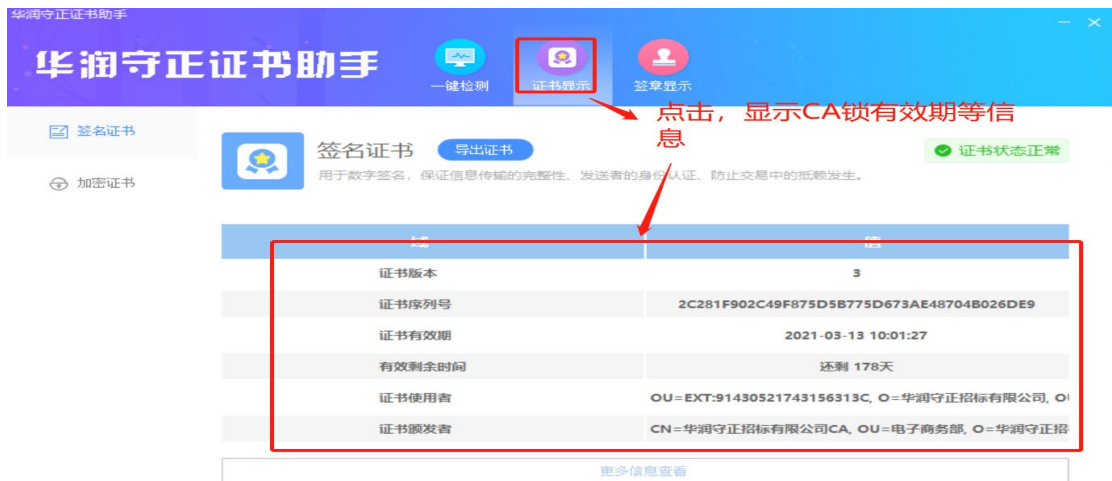 华润守正证书助手
华润守正证书助手
一键检测
证书显示
签章显示
点击，显示CA锁有效期等信
息
签名证书
加密证书
签名证书
导出证书
证书状态正常
用于数字签名，保证信息传输的完整性、发送者的身份认证、防止交易中的抵赖发生。
域 值
证书版本 3
证书序列号 2C281F902C49F875D5B775D673AE48704B026DE9
证书有效期 2021-03-13 10:01:27
有效剩余时间 还剩 178天
证书使用者 OU=EXT:91430521743156313C, O=华润守正招标有限公司, O
证书颁发者 CN=华润守正招标有限公司CA, OU=电子商务部, O=华润守正招
更多信息查看